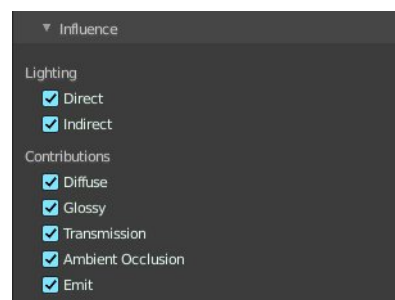 Influence
Lighting
Direct
Indirect
Contributions
Diffuse
Glossy
Transmission
Ambient Occlusion
Emit